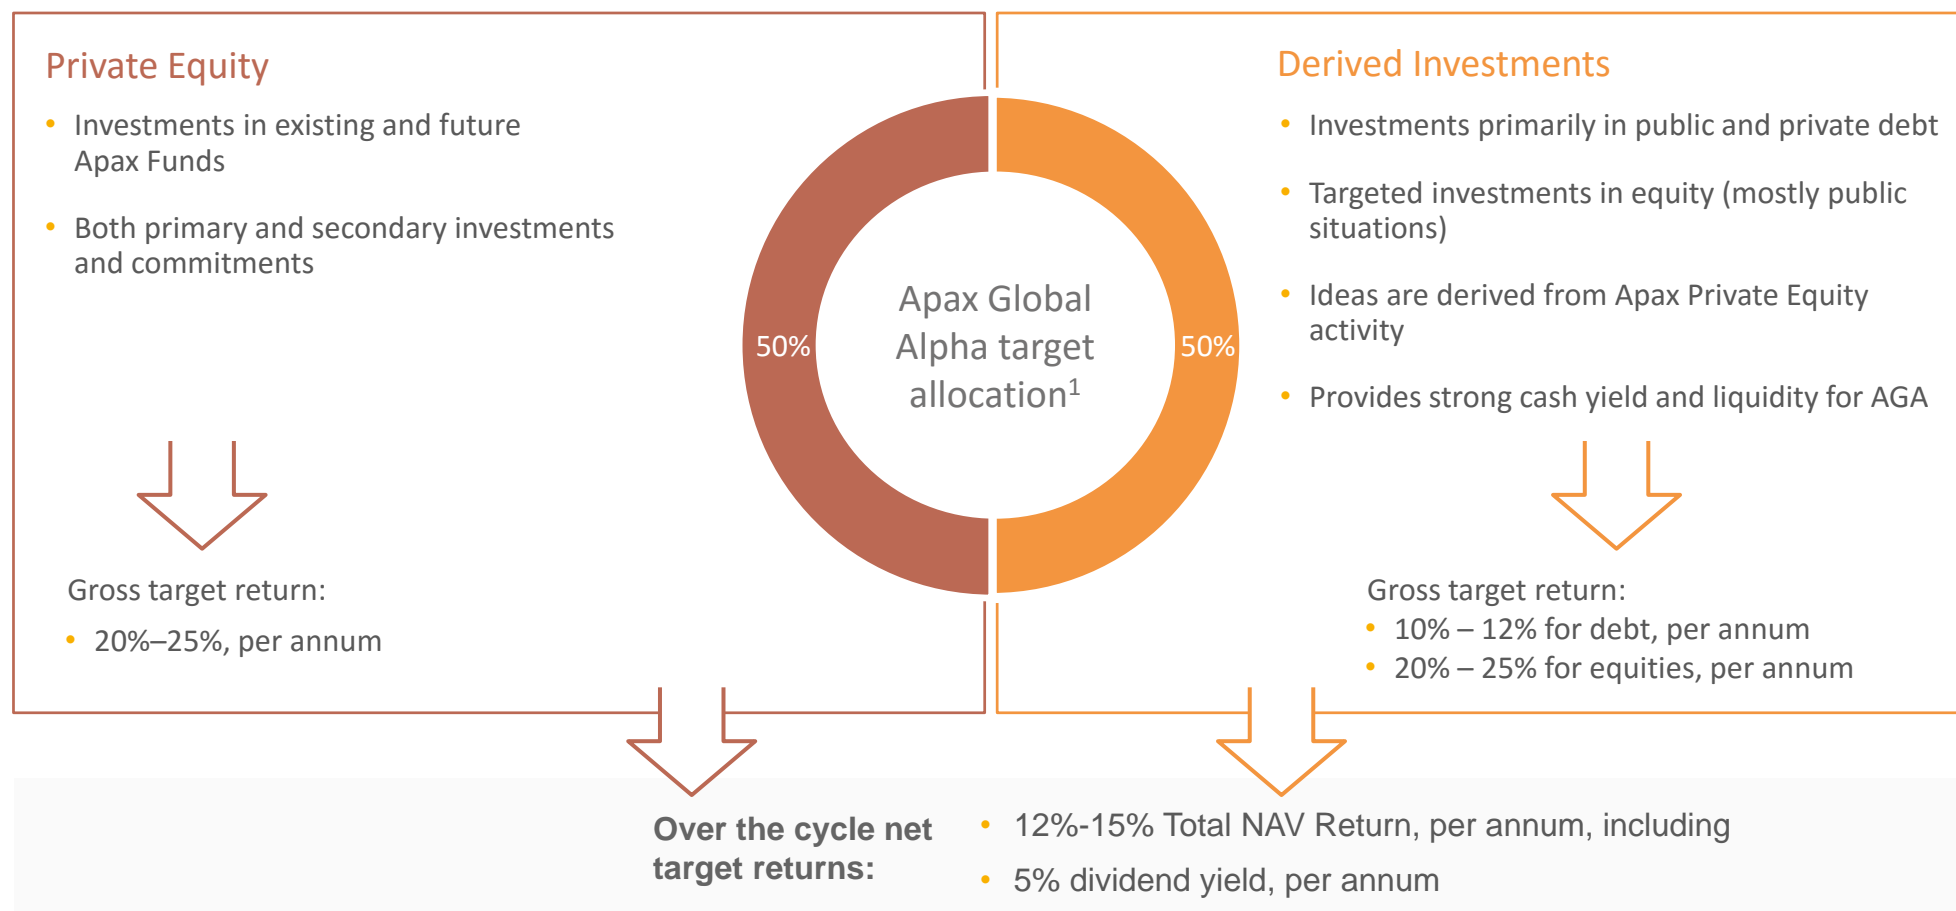 Private Equity
• Investments in existing and future
Apax Funds
• Both primary and secondary investments
and commitments
Gross target return:
• 20%–25%, per annum
50%
Apax Global
Alpha target
allocation¹
50%
Derived Investments
• Investments primarily in public and private debt
• Targeted investments in equity (mostly public
situations)
• Ideas are derived from Apax Private Equity
activity
• Provides strong cash yield and liquidity for AGA
Gross target return:
• 10% – 12% for debt, per annum
• 20% – 25% for equities, per annum
Over the cycle net
target returns:
• 12%-15% Total NAV Return, per annum, including
• 5% dividend yield, per annum